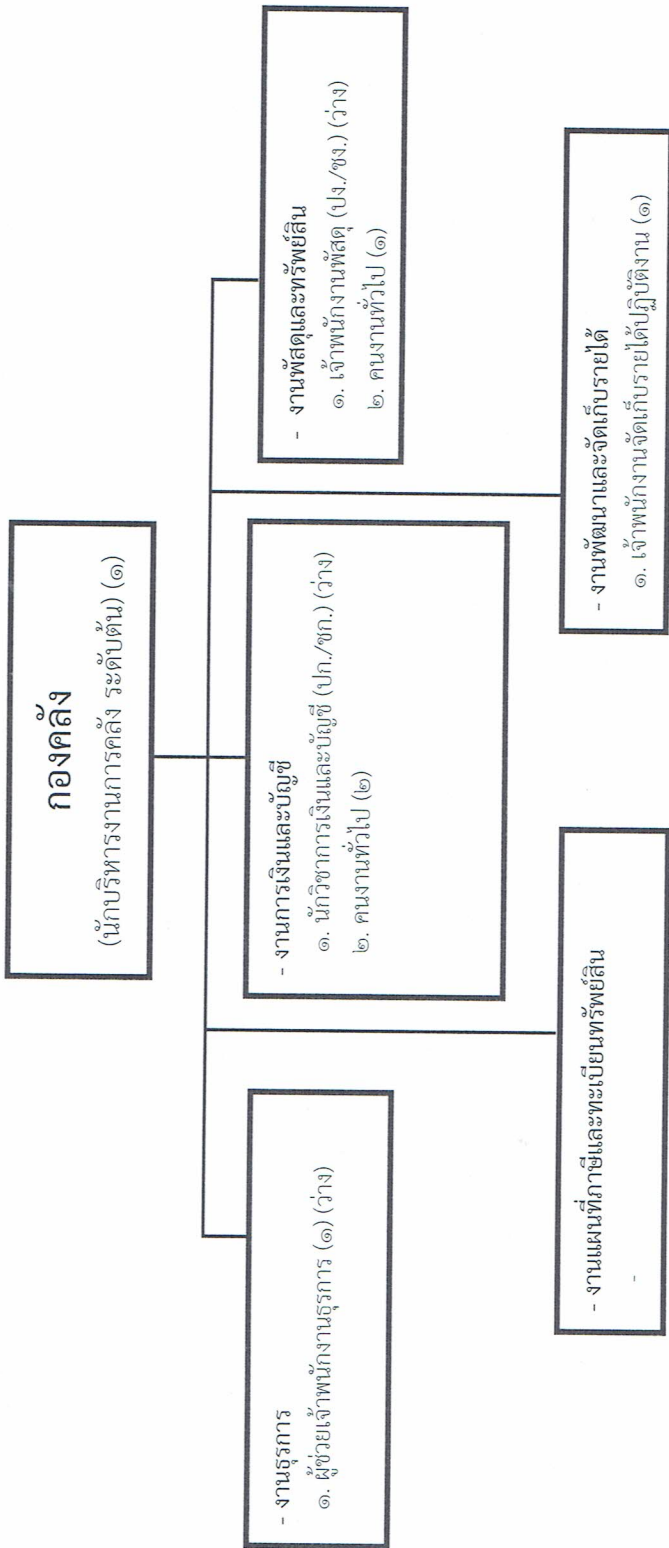 กองคลัง
(นักบริหารงานการคลัง ระดับต้น) (๑)
- งานธุรการ
๑. ผู้ช่วยเจ้าพนักงานธุรการ (๑) (ว่าง)
- งานการเงินและบัญชี
๑. นักวิชาการเงินและบัญชี (ปก./ชก.) (ว่าง)
๒. คนงานทั่วไป (๒)
- งานพัสดุและทรัพย์สิน
๑. เจ้าพนักงานพัสดุ (ปง./ชง.) (ว่าง)
๒. คนงานทั่วไป (๑)
- งานแผนที่ภาษีและทะเบียนทรัพย์สิน
-
- งานพัฒนาและจัดเก็บรายได้
๑. เจ้าพนักงานจัดเก็บรายได้ปฏิบัติงาน (๑)